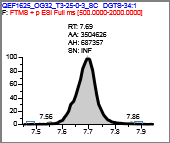 QEF1625_OG32_T3-25-0-3_SC DGT8-34:1
F: FTMS + p ESI Full ms [500.0000-2000.0000]
RT: 7.69
AA: 3504626
AH: 687357
SN: INF
100
80
60
40
20
0
7.56
7.86
7.5 7.6 7.7 7.8 7.9